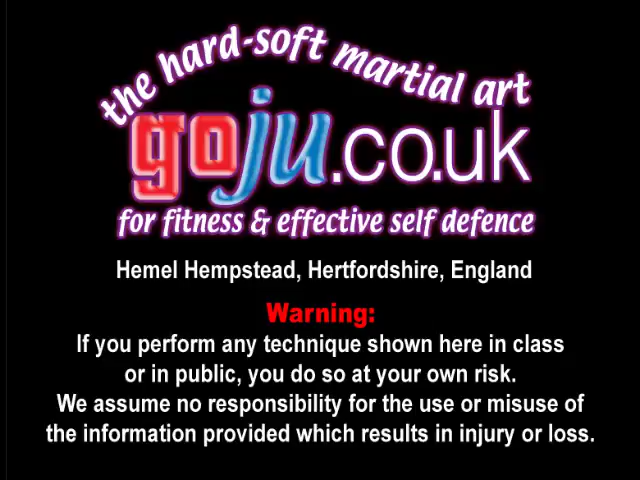 the hard-soft martial art
goju.co.uk
for fitness & effective self defence
Hemel Hempstead, Hertfordshire, England
Warning:
If you perform any technique shown here in class
or in public, you do so at your own risk.
We assume no responsibility for the use or misuse of
the information provided which results in injury or loss.